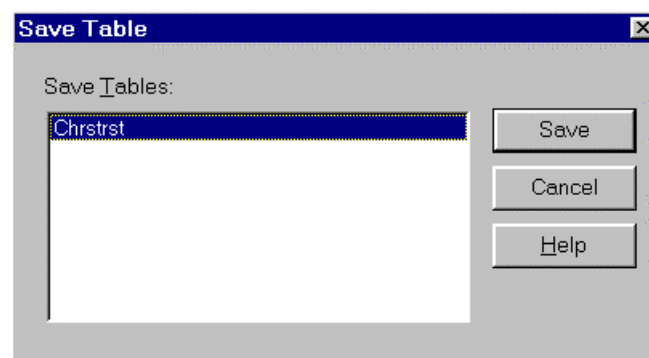 Save Table
Save Tables:
Chrstrst
Save
Cancel
Help